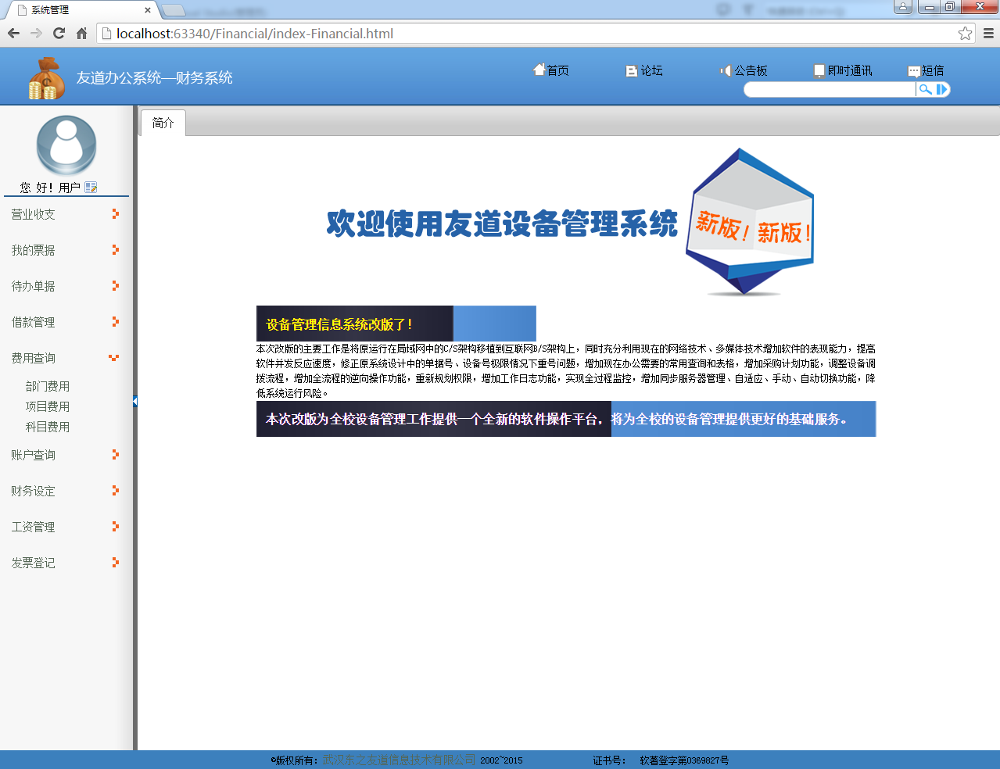 系统管理
localhost:63340/Financial/index-Financial.html
友道办公系统—财务系统
首页 论坛 公告板 即时通讯 短信
简介
您 好！用户
营业收支
我的票据
待办单据
借款管理
费用查询
部门费用
项目费用
科目费用
账户查询
财务设定
工资管理
发票登记
欢迎使用友道设备管理系统
新版！新版！
设备管理信息系统改版了！
本次改版的主要工作是将原运行在局域网中的C/S架构移植到互联网B/S架构上，同时充分利用现在的网络技术、多媒体技术增加软件的表现能力，提高
软件并发反应速度，修正原系统设计中的单据号、设备号极限情况下重号问题，增加现在办公需要的常用查询和表格，增加采购计划功能，调整设备调
拨流程，增加全流程的逆向操作功能，重新规划权限，增加工作日志功能，实现全过程监控，增加同步服务器管理、自适应、手动、自动切换功能，降
低系统运行风险。
本次改版为全校设备管理工作提供一个全新的软件操作平台，将为全校的设备管理提供更好的基础服务。
©版权所有：武汉东之友道信息技术有限公司 2002~2015 证书号： 软著登字第0369827号